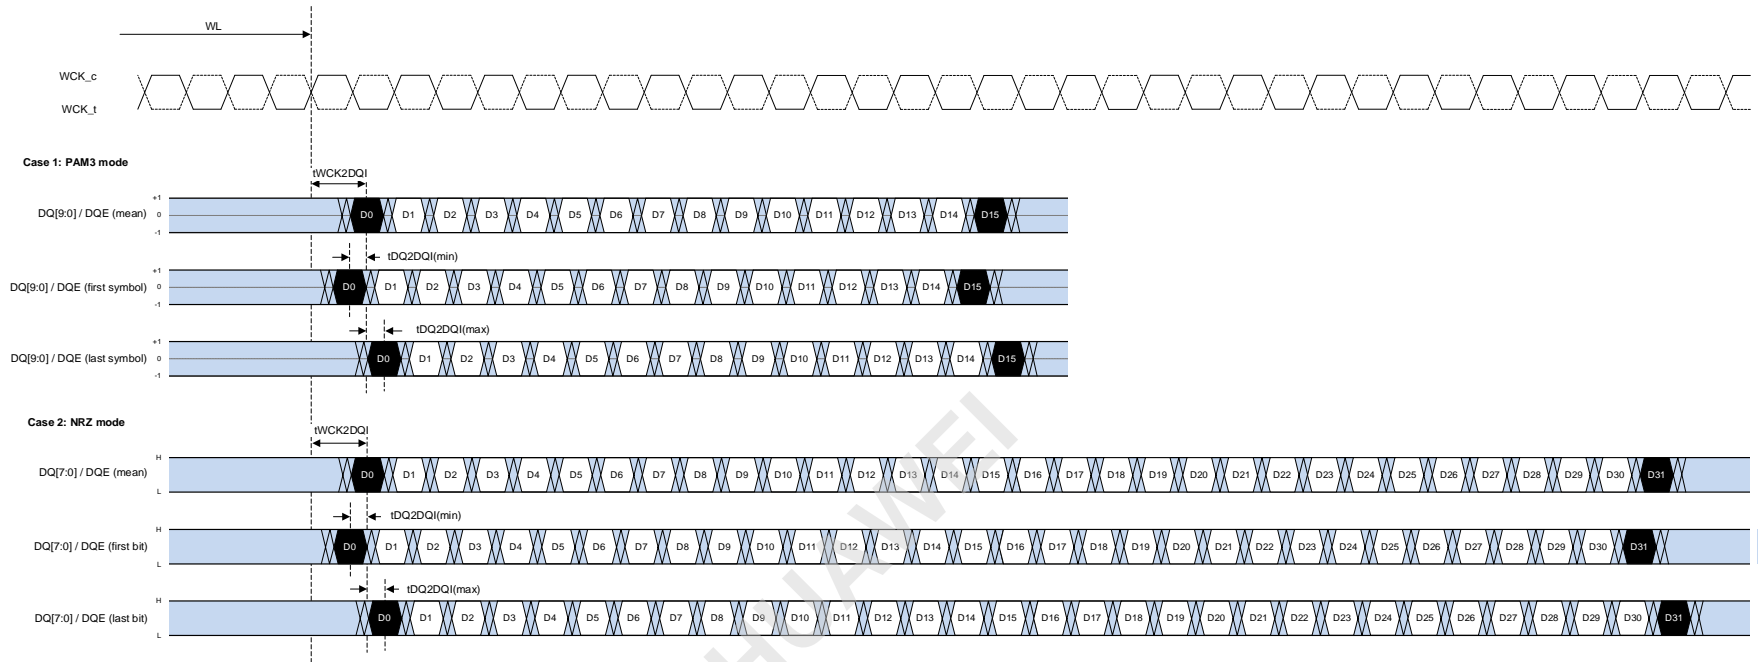 WL
WCK_c
WCK_t
Case 1: PAM3 mode
tWCK2DQI
+1
DQ[9:0] / DQE (mean) 0 D0 D1 D2 D3 D4 D5 D6 D7 D8 D9 D10 D11 D12 D13 D14 D15
-1
tDQ2DQI(min)
+1
DQ[9:0] / DQE (first symbol) 0 D0 D1 D2 D3 D4 D5 D6 D7 D8 D9 D10 D11 D12 D13 D14 D15
-1
tDQ2DQI(max)
+1
DQ[9:0] / DQE (last symbol) 0 D0 D1 D2 D3 D4 D5 D6 D7 D8 D9 D10 D11 D12 D13 D14 D15
-1
Case 2: NRZ mode
tWCK2DQI
H
DQ[7:0] / DQE (mean) D0 D1 D2 D3 D4 D5 D6 D7 D8 D9 D10 D11 D12 D13 D14 D15 D16 D17 D18 D19 D20 D21 D22 D23 D24 D25 D26 D27 D28 D29 D30 D31
L
tDQ2DQI(min)
H
DQ[7:0] / DQE (first bit) D0 D1 D2 D3 D4 D5 D6 D7 D8 D9 D10 D11 D12 D13 D14 D15 D16 D17 D18 D19 D20 D21 D22 D23 D24 D25 D26 D27 D28 D29 D30 D31
L
tDQ2DQI(max)
H
DQ[7:0] / DQE (last bit) D0 D1 D2 D3 D4 D5 D6 D7 D8 D9 D10 D11 D12 D13 D14 D15 D16 D17 D18 D19 D20 D21 D22 D23 D24 D25 D26 D27 D28 D29 D30 D31
L
HUAWEI